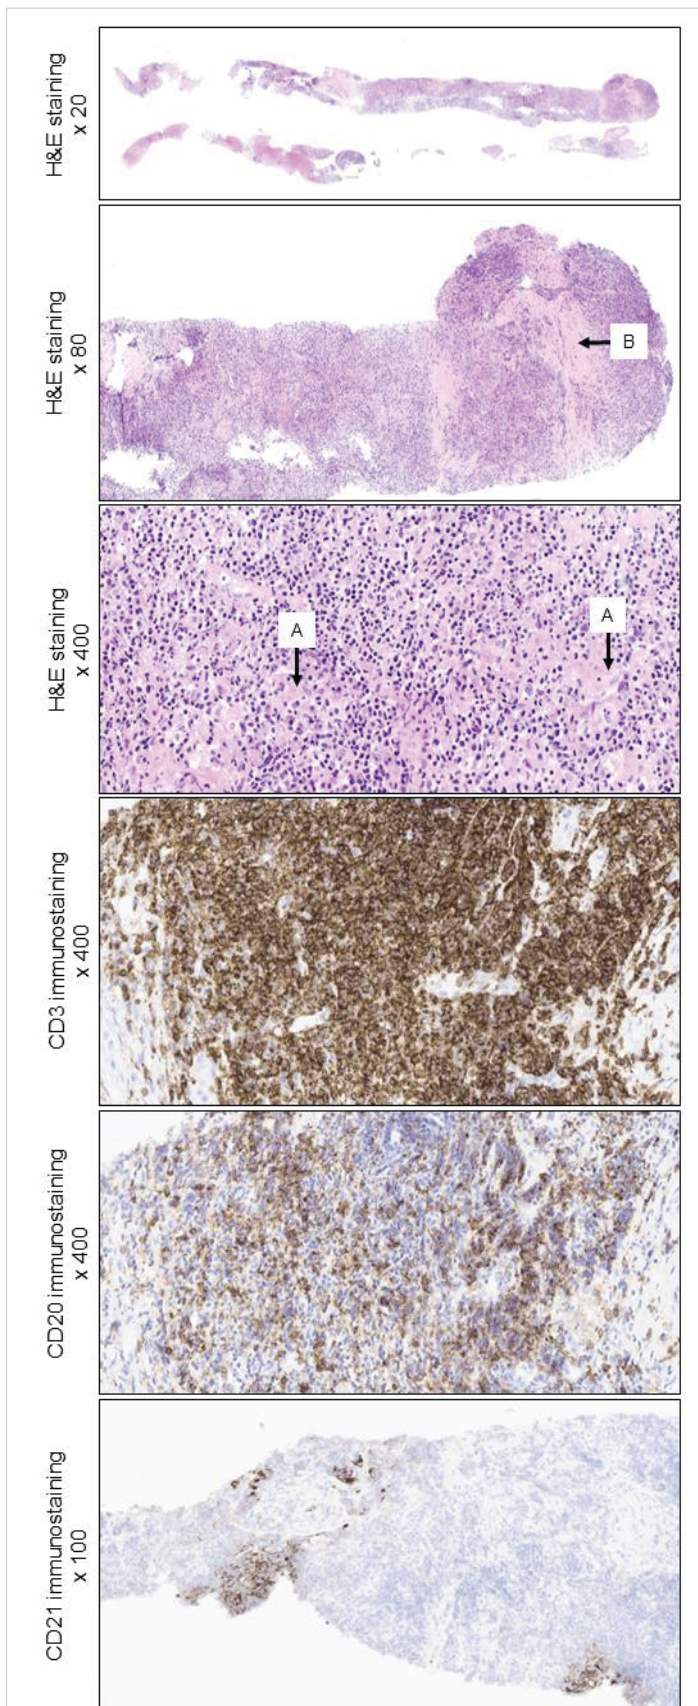 H&E staining
x 20
H&E staining
x 80
B
H&E staining
x 400
A
A
CD3 immunostaining
x 400
CD20 immunostaining
x 400
CD21 immunostaining
x 100